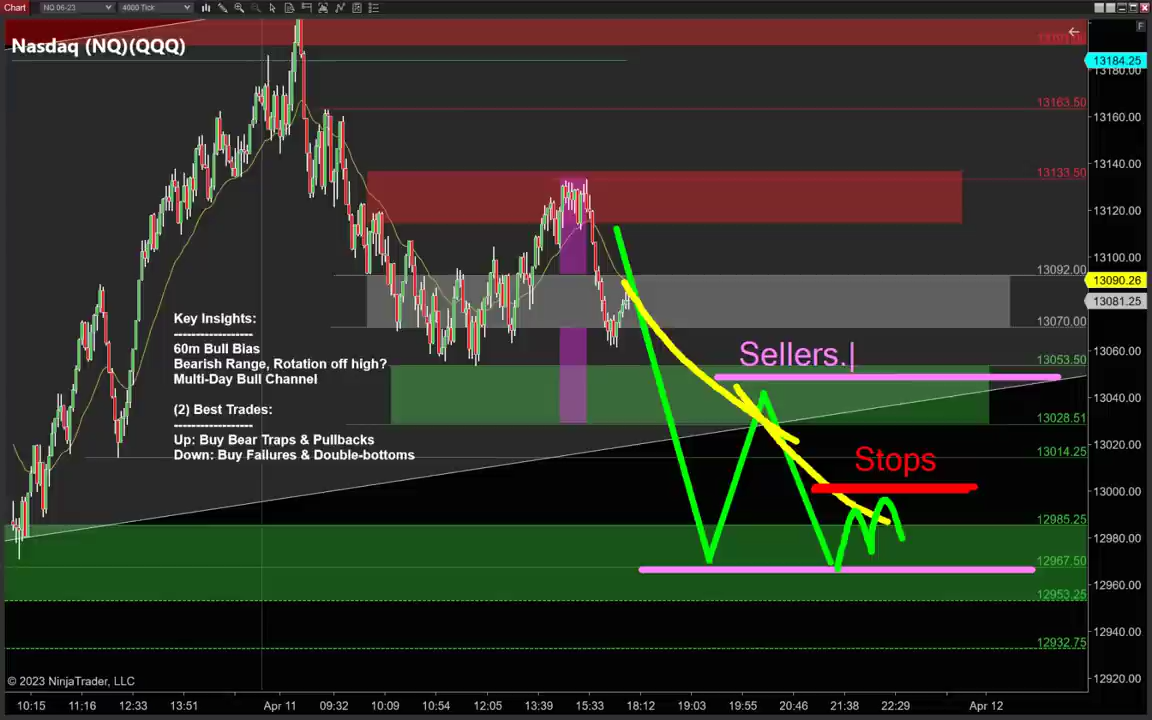 Chart
NQ 06-23
4000 Tick
F
Nasdaq (NQ)(QQQ)
13184.25
13180.00
13163.50
13160.00
13140.00
13133.50
13120.00
13100.00
13092.00
13090.26
13081.25
13070.00
13060.00
13053.50
13040.00
13028.51
13020.00
13014.25
13000.00
12985.25
12980.00
12967.50
12960.00
12953.25
12940.00
12932.75
12920.00
Key Insights:
-----------------
60m Bull Bias
Bearish Range, Rotation off high?
Multi-Day Bull Channel
(2) Best Trades:
-----------------
Up: Buy Bear Traps & Pullbacks
Down: Buy Failures & Double-bottoms
Sellers.
Stops
© 2023 NinjaTrader, LLC
10:15 11:16 12:33 13:51 Apr 11 09:32 10:09 10:54 12:05 13:39 15:33 18:12 19:03 19:55 20:46 21:38 22:29 Apr 12